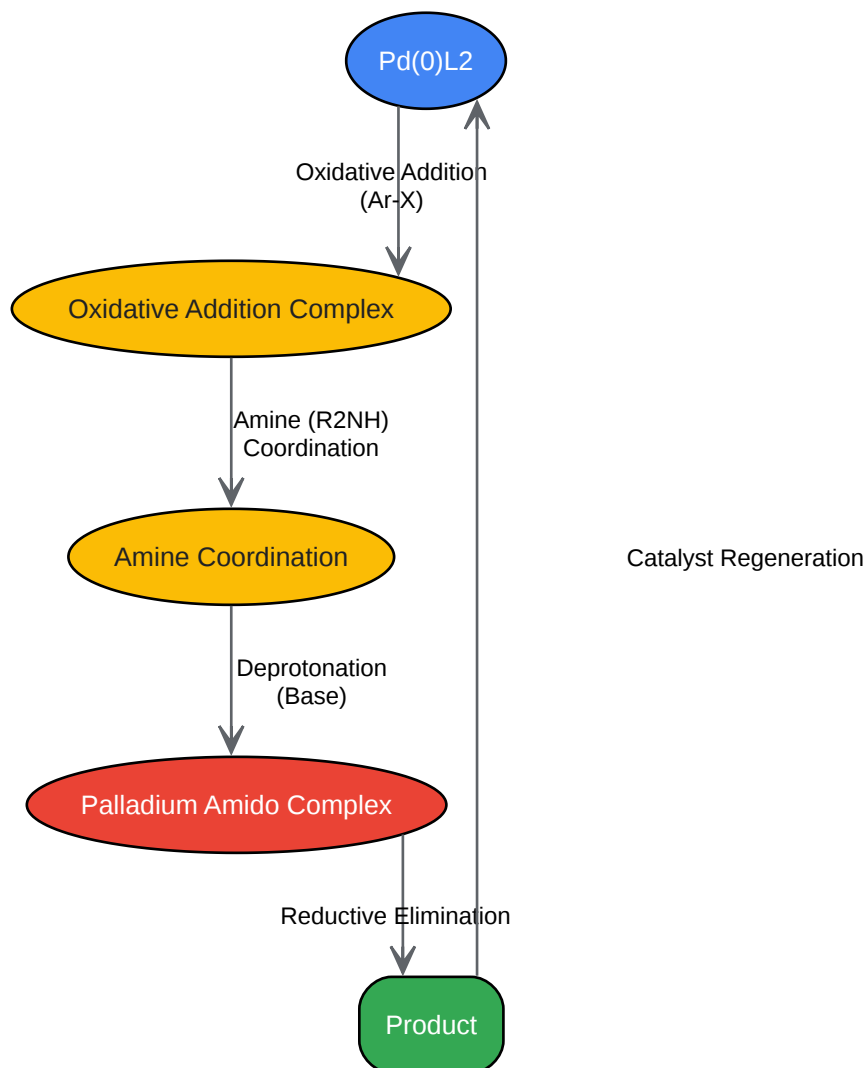 Pd(0)L2
Oxidative Addition
(Ar-X)
Oxidative Addition Complex
Amine (R2NH)
Coordination
Amine Coordination
Catalyst Regeneration
Deprotonation
(Base)
Palladium Amido Complex
Reductive Elimination
Product